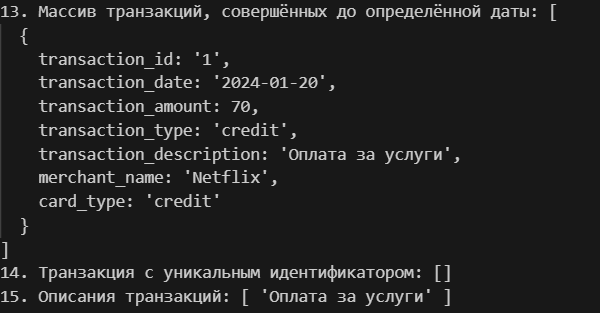 13. Массив транзакций, совершённых до определённой даты: [
  {
    transaction_id: '1',
    transaction_date: '2024-01-20',
    transaction_amount: 70,
    transaction_type: 'credit',
    transaction_description: 'Оплата за услуги',
    merchant_name: 'Netflix',
    card_type: 'credit'
  }
]
14. Транзакция с уникальным идентификатором: []
15. Описания транзакций: [ 'Оплата за услуги' ]